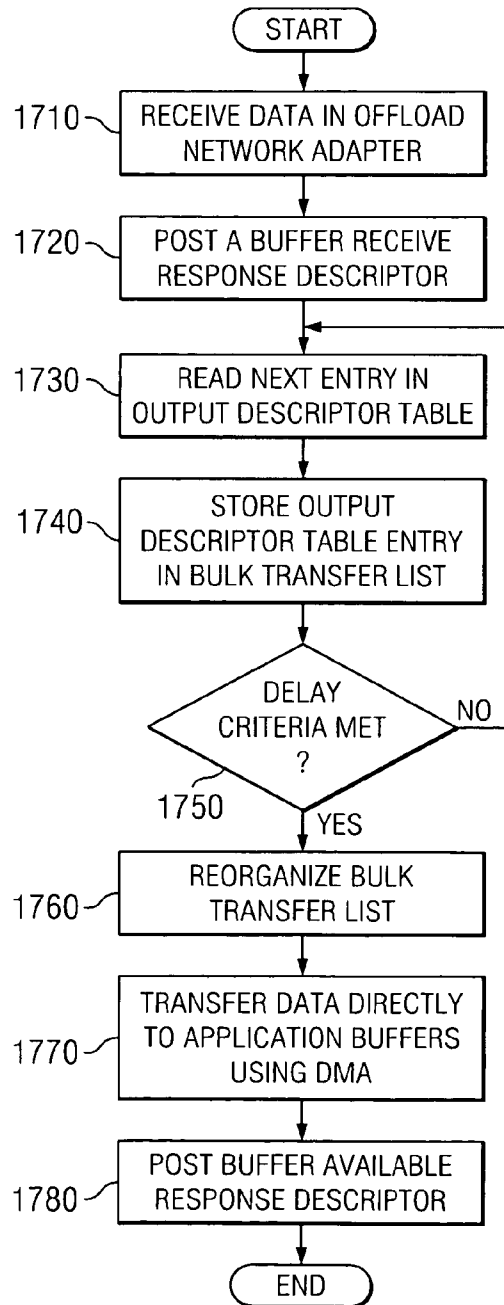 START
1710
RECEIVE DATA IN OFFLOAD
NETWORK ADAPTER
1720
POST A BUFFER RECEIVE
RESPONSE DESCRIPTOR
1730
READ NEXT ENTRY IN
OUTPUT DESCRIPTOR TABLE
1740
STORE OUTPUT
DESCRIPTOR TABLE ENTRY
IN BULK TRANSFER LIST
DELAY
CRITERIA MET
?
NO
1750
YES
1760
REORGANIZE BULK
TRANSFER LIST
1770
TRANSFER DATA DIRECTLY
TO APPLICATION BUFFERS
USING DMA
1780
POST BUFFER AVAILABLE
RESPONSE DESCRIPTOR
END